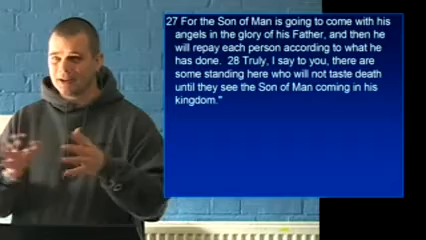 27 For the Son of Man is going to come with his
angels in the glory of his Father, and then he
will repay each person according to what he
has done.  28 Truly, I say to you, there are
some standing here who will not taste death
until they see the Son of Man coming in his
kingdom."